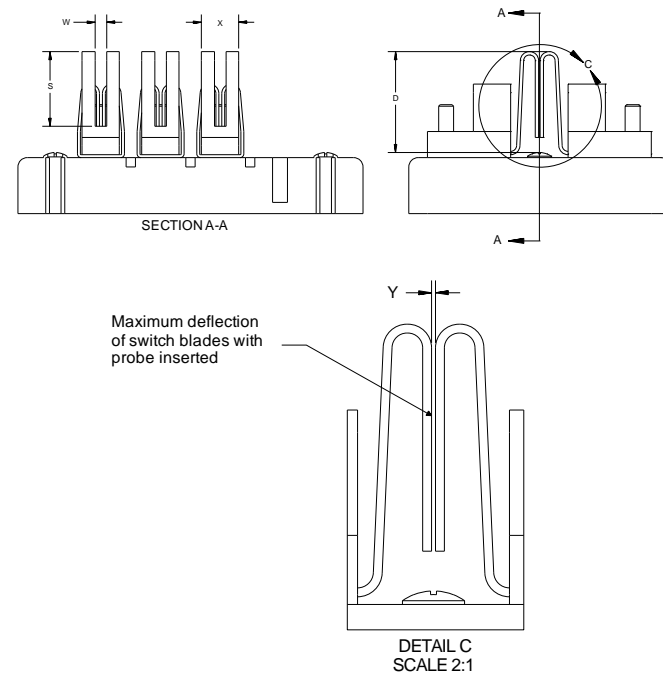 W
X
S
SECTION A-A
A
C
D
A
Y
Maximum deflection
of switch blades with
probe inserted
DETAIL C
SCALE 2:1